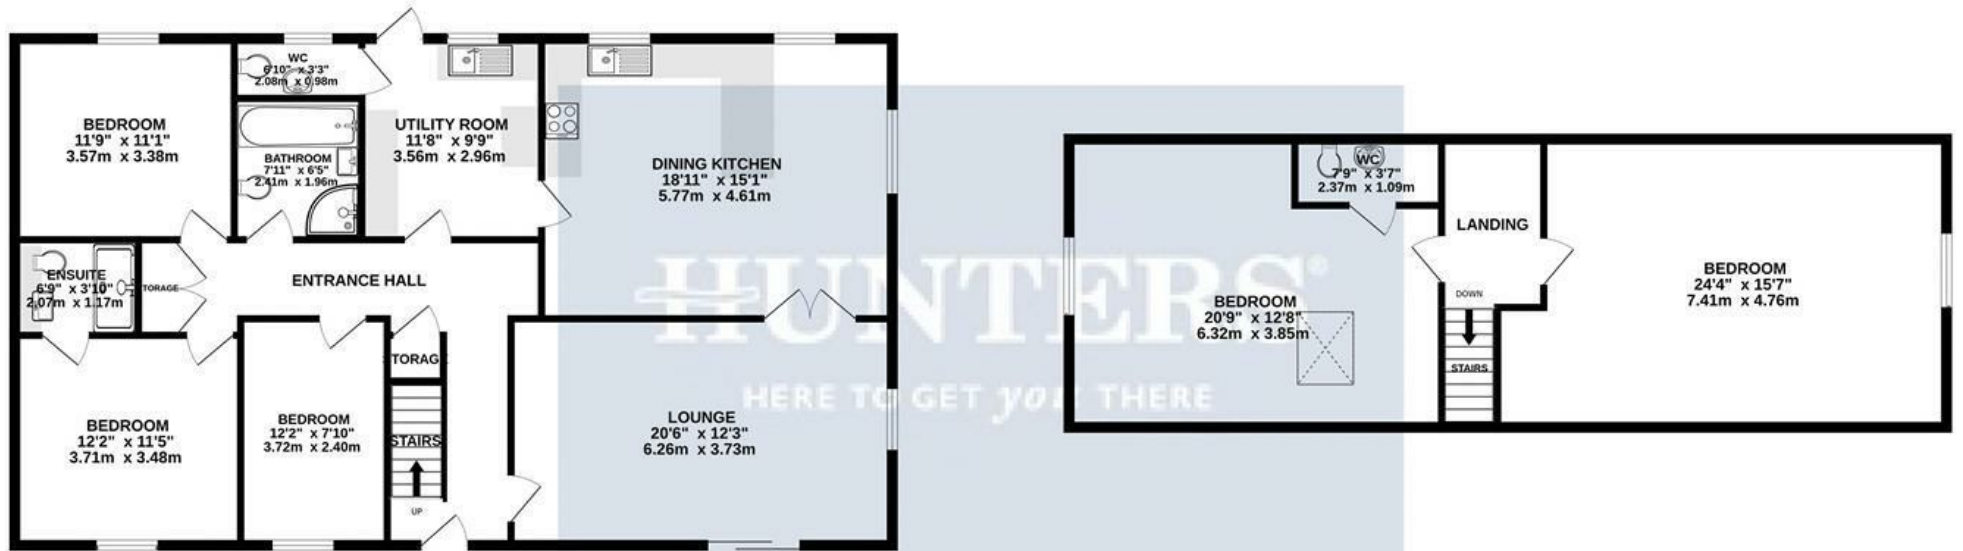 WC
6'10" x 3'3"
2.08m x 0.98m
BEDROOM
11'9" x 11'1"
3.57m x 3.38m
UTILITY ROOM
11'8" x 9'9"
3.56m x 2.96m
BATHROOM
7'11" x 6'5"
2.41m x 1.96m
DINING KITCHEN
18'11" x 15'1"
5.77m x 4.61m
ENSUITE
6'9" x 3'10"
2.07m x 1.17m
TORAGE
ENTRANCE HALL
TORAG
BEDROOM
12'2" x 11'5"
3.71m x 3.48m
BEDROOM
12'2" x 7'10"
3.72m x 2.40m
STAIRS
UP
LOUNGE
20'6" x 12'3"
6.26m x 3.73m
HUNTERS®
HERE TO GET you THERE
WC
7'9" x 3'7"
2.37m x 1.09m
LANDING
BEDROOM
20'9" x 12'8"
6.32m x 3.85m
DOWN
STAIRS
BEDROOM
24'4" x 15'7"
7.41m x 4.76m